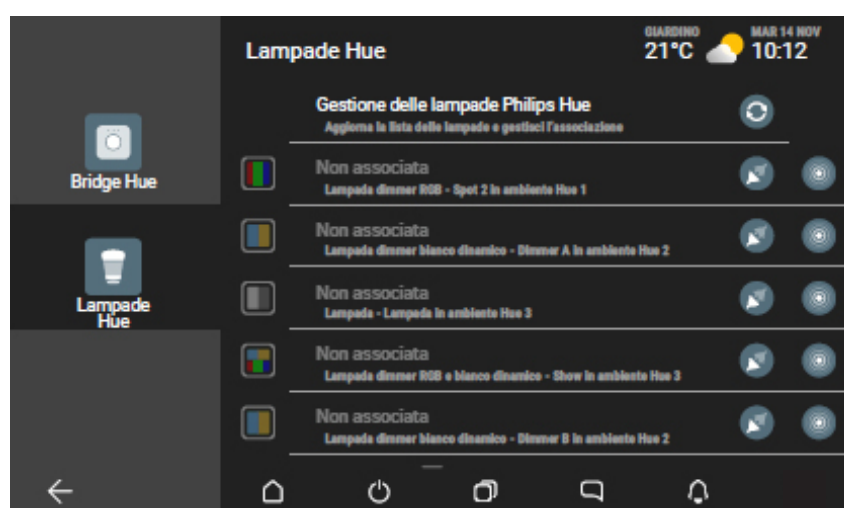 Lampade Hue
GIARDINO
21°C
MAR 14 NOV
10:12
Gestione delle lampade Philips Hue
Aggiorna la lista delle lampade e gestisci l'associazione
Bridge Hue
Lampade
Hue
Non associata
Lampada dimmer RGB - Spot 2 in ambiente Hue 1
Non associata
Lampada dimmer bianco dinamico - Dimmer A in ambiente Hue 2
Non associata
Lampada - Lampada in ambiente Hue 3
Non associata
Lampada dimmer RGB e bianco dinamico - Show in ambiente Hue 3
Non associata
Lampada dimmer bianco dinamico - Dimmer B in ambiente Hue 2